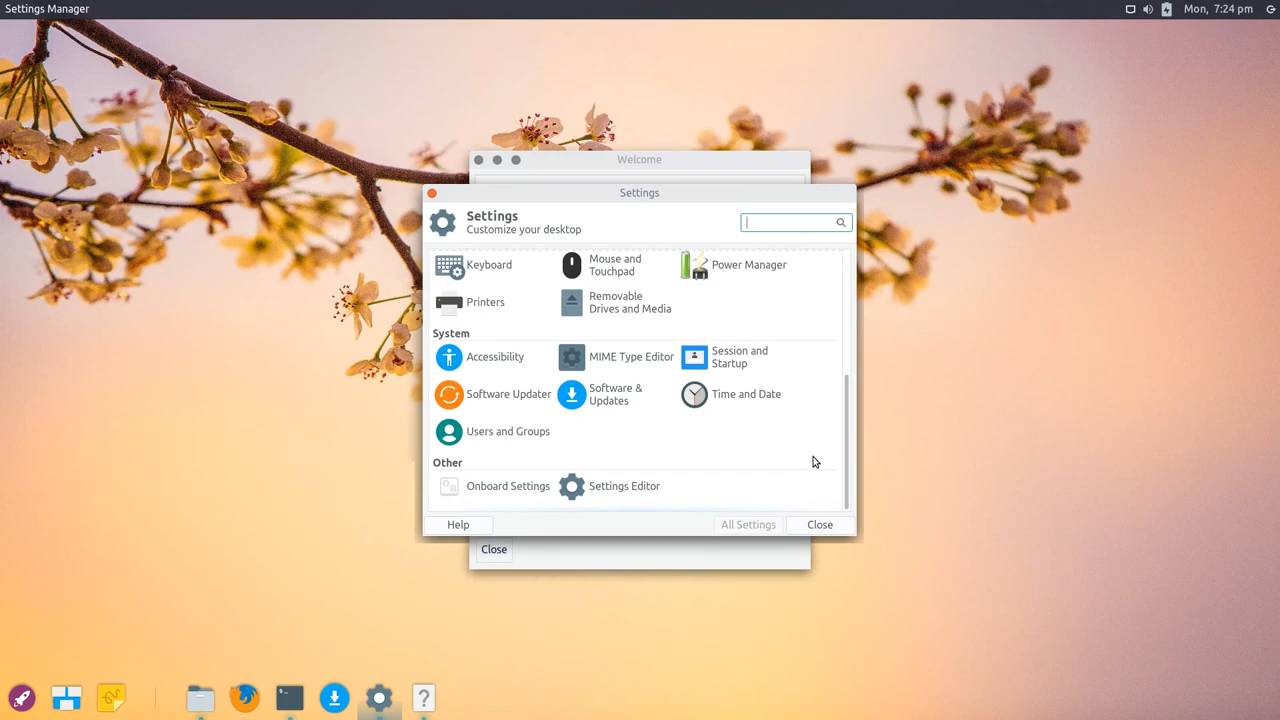 Settings Manager
Mon, 7:24 pm
Welcome
Settings
Settings
Customize your desktop
Keyboard
Mouse and
Touchpad
Power Manager
Printers
Removable
Drives and Media
System
Accessibility
MIME Type Editor
Session and
Startup
Software Updater
Software &
Updates
Time and Date
Users and Groups
Other
Onboard Settings
Settings Editor
Help
All Settings
Close
Close